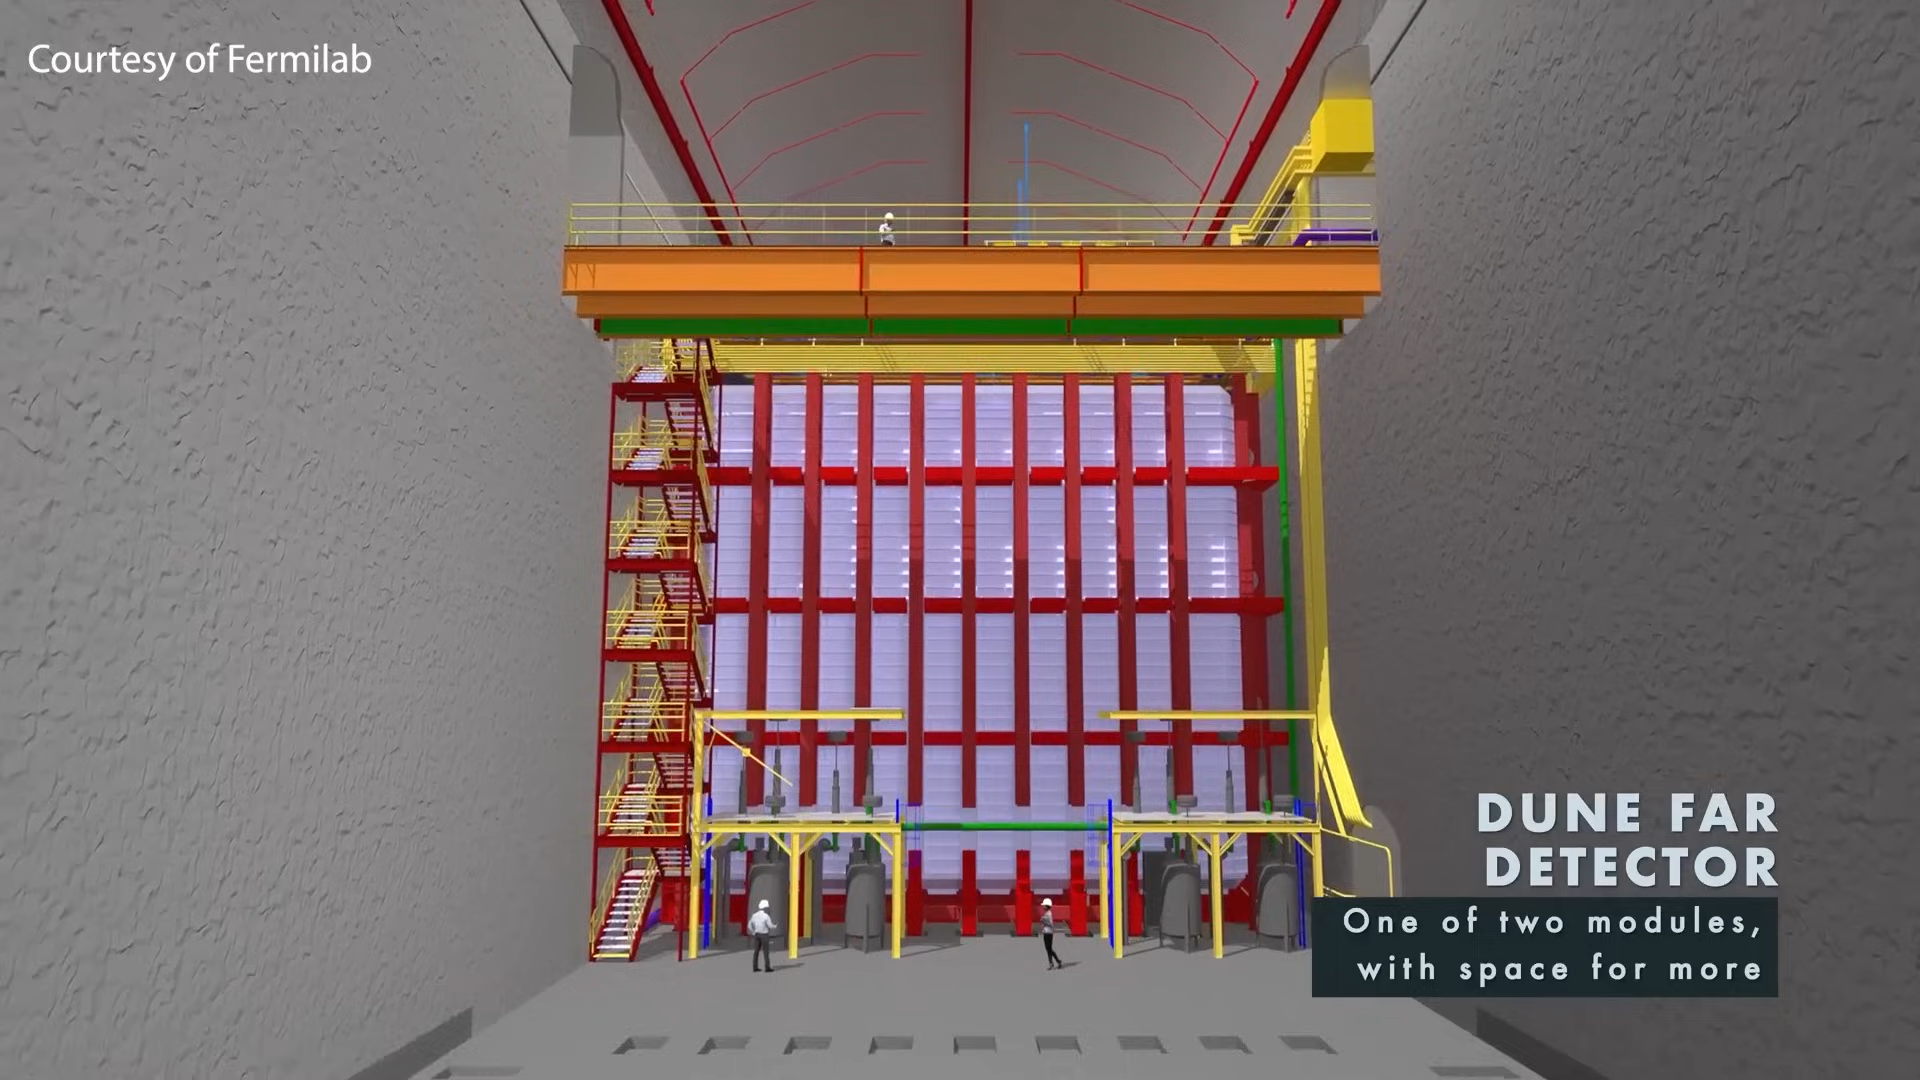 Courtesy of Fermilab
DUNE FAR
DETECTOR
One of two modules,
with space for more